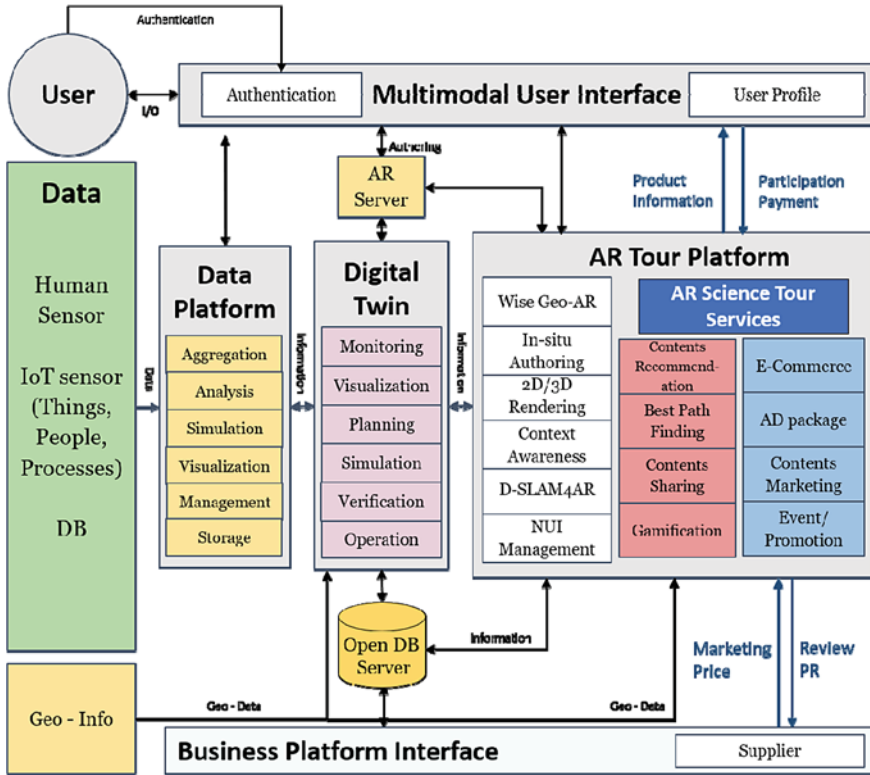 Authentication
User
I/O
Authentication
Multimodal User Interface
User Profile
Data
Human
Sensor
IoT sensor
(Things,
People,
Processes)
DB
Data
Authoring
AR
Server
Product
Information
Participation
Payment
Data
Platform
Aggregation
Analysis
Simulation
Visualization
Management
Storage
Information
Digital
Twin
Monitoring
Visualization
Planning
Simulation
Verification
Operation
Information
AR Tour Platform
Wise Geo-AR
In-situ
Authoring
2D/3D
Rendering
Context
Awareness
D-SLAM4AR
NUI
Management
AR Science Tour
Services
Contents
Recommend-
ation
Best Path
Finding
Contents
Sharing
Gamification
E-Commerce
AD package
Contents
Marketing
Event/
Promotion
Open DB
Server
Information
Marketing
Price
Review
PR
Geo - Info
Geo - Data
Geo - Data
Business Platform Interface
Supplier